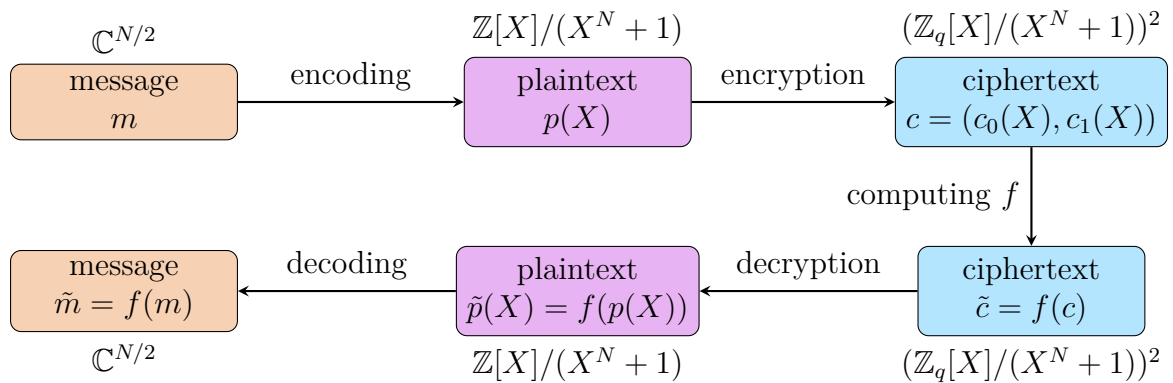 ℂ^{N/2}
ℤ[X]/(X^N + 1)
(ℤ_q[X]/(X^N + 1))^2
message
m
encoding
plaintext
p(X)
encryption
ciphertext
c = (c_0(X), c_1(X))
computing f
message
m̃ = f(m)
decoding
plaintext
p̃(X) = f(p(X))
decryption
ciphertext
c̃ = f(c)
ℂ^{N/2}
ℤ[X]/(X^N + 1)
(ℤ_q[X]/(X^N + 1))^2